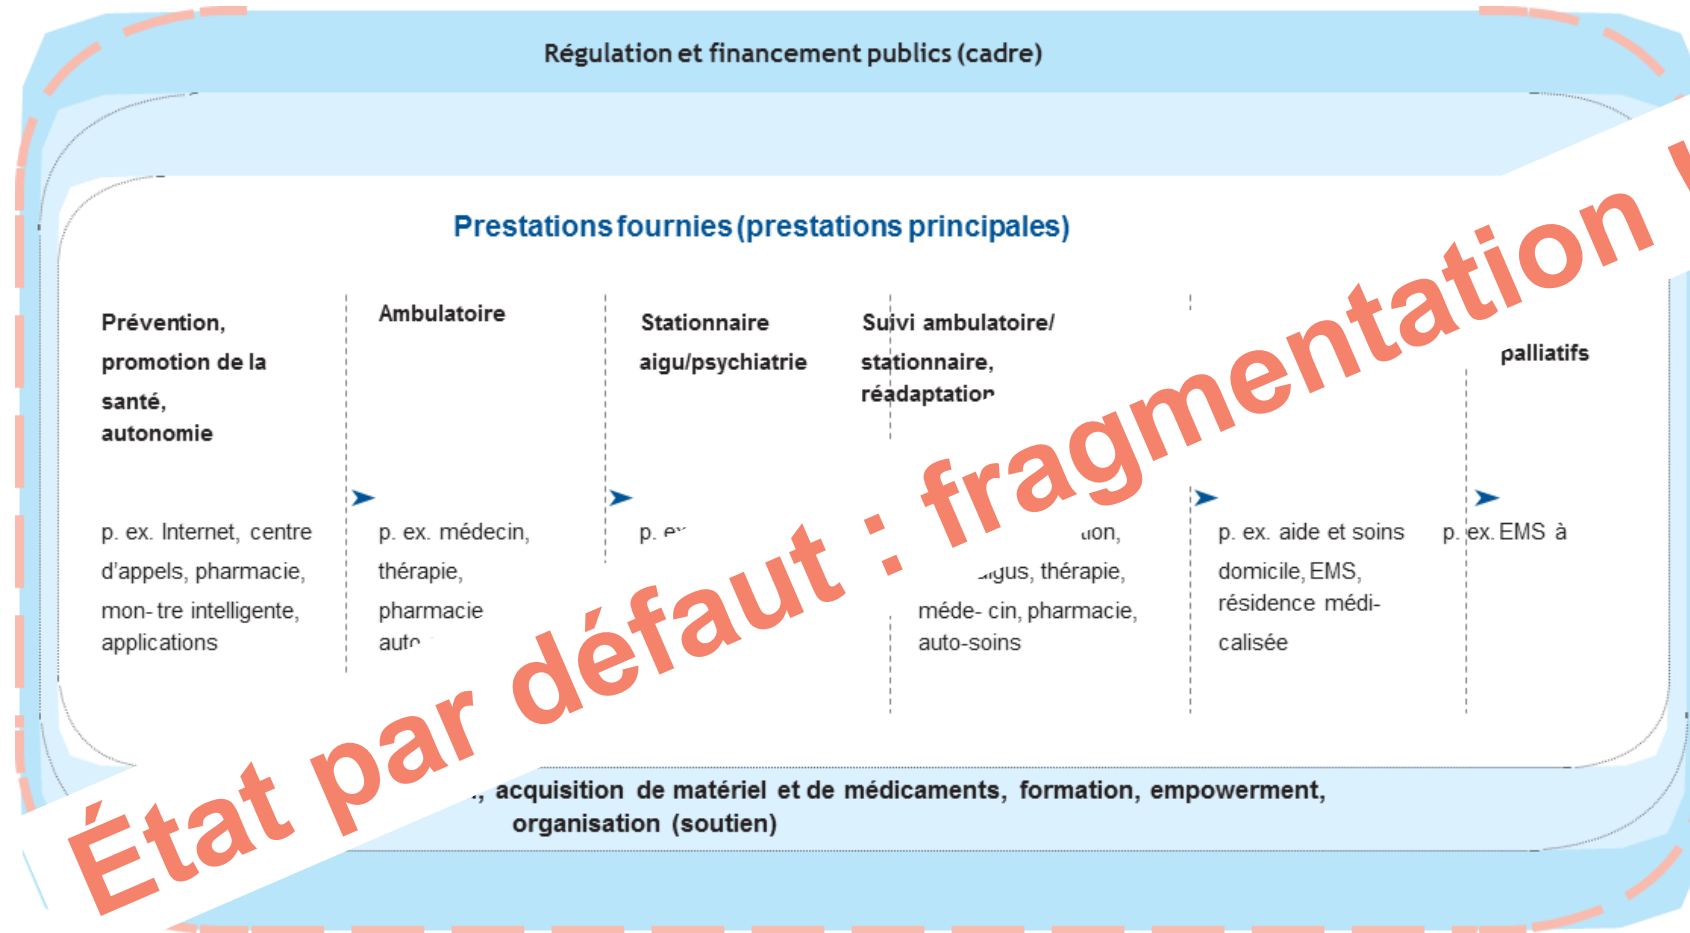 Régulation et financement publics (cadre)
Prestations fournies (prestations principales)
Prévention,
promotion de la
santé,
autonomie
p. ex. Internet, centre
d'appels, pharmacie,
mon- tre intelligente,
applications
Ambulatoire
p. ex. médecin,
thérapie,
pharmacie
Stationnaire
aigu/psychiatrie
p.
Suivi ambulatoire/
stationnaire,
réadaptation
thérapie,
méde- cin, pharmacie,
auto-soins
p. ex. aide et soins
domicile, EMS,
résidence médi-
calisée
palliatifs
p. ex. EMS à
État par défaut : fragmentation !
acquisition de matériel et de médicaments, formation, empowerment,
organisation (soutien)